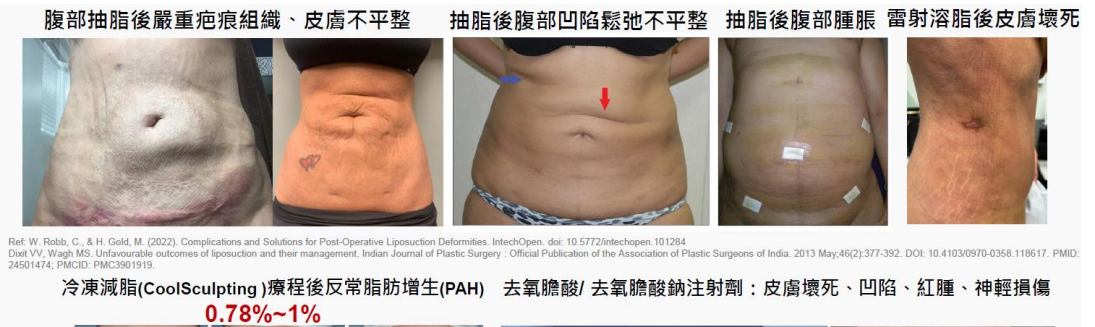 腹部抽脂後嚴重疤痕組織、皮膚不平整
抽脂後腹部凹陷鬆弛不平整
抽脂後腹部腫脹
雷射溶脂後皮膚壞死
Ref: W. Robb, C., & H. Gold, M. (2022). Complications and Solutions for Post-Operative Liposuction Deformities. IntechOpen. doi: 10.5772/intechopen.101284
Dixit VV, Wagh MS. Unfavourable outcomes of liposuction and their management. Indian Journal of Plastic Surgery : Official Publication of the Association of Plastic Surgeons of India. 2013 May;46(2):377-392. DOI: 10.4103/0970-0358.118617. PMID:
24501474; PMCID: PMC3901919.
冷凍減脂(CoolSculpting )療程後反常脂肪增生(PAH)
0.78%~1%
去氧膽酸/ 去氧膽酸鈉注射劑：皮膚壞死、凹陷、紅腫、神輕損傷